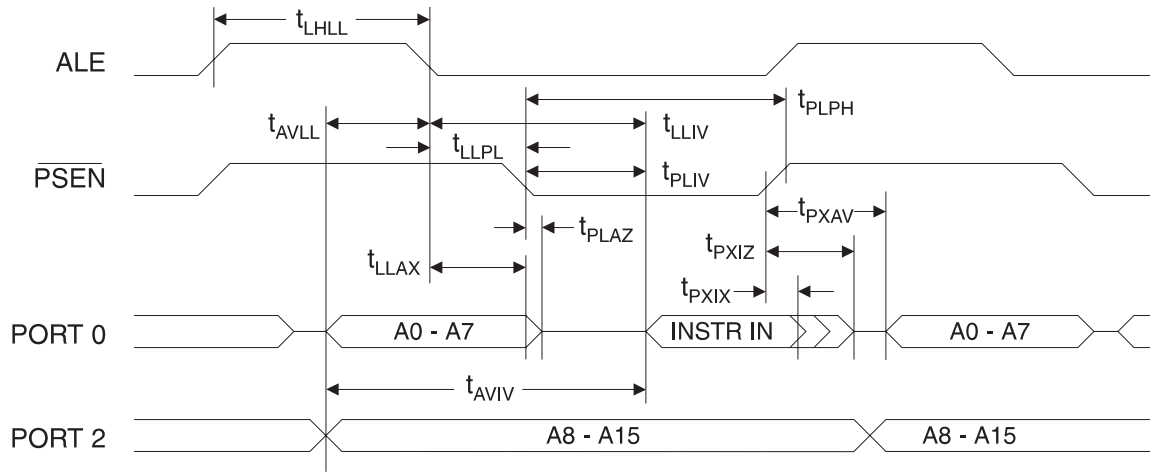 tLHLL
ALE
tPLPH
tAVLL
tLLIV
tLLPL
PSEN
tPLIV
tPXAV
tPLAZ
tPXIZ
tLLAX
tPXIX
PORT 0
A0 - A7
INSTR IN
A0 - A7
tAVIV
PORT 2
A8 - A15
A8 - A15